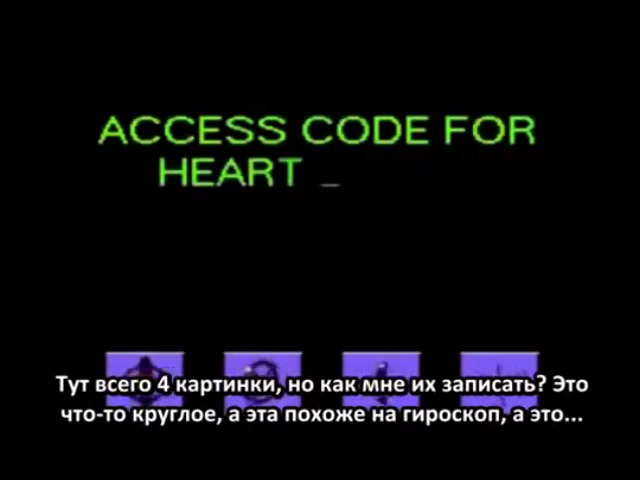 ACCESS CODE FOR
HEART _
Тут всего 4 картинки, но как мне их записать? Это
что-то круглое, а эта похоже на гироскоп, а это...